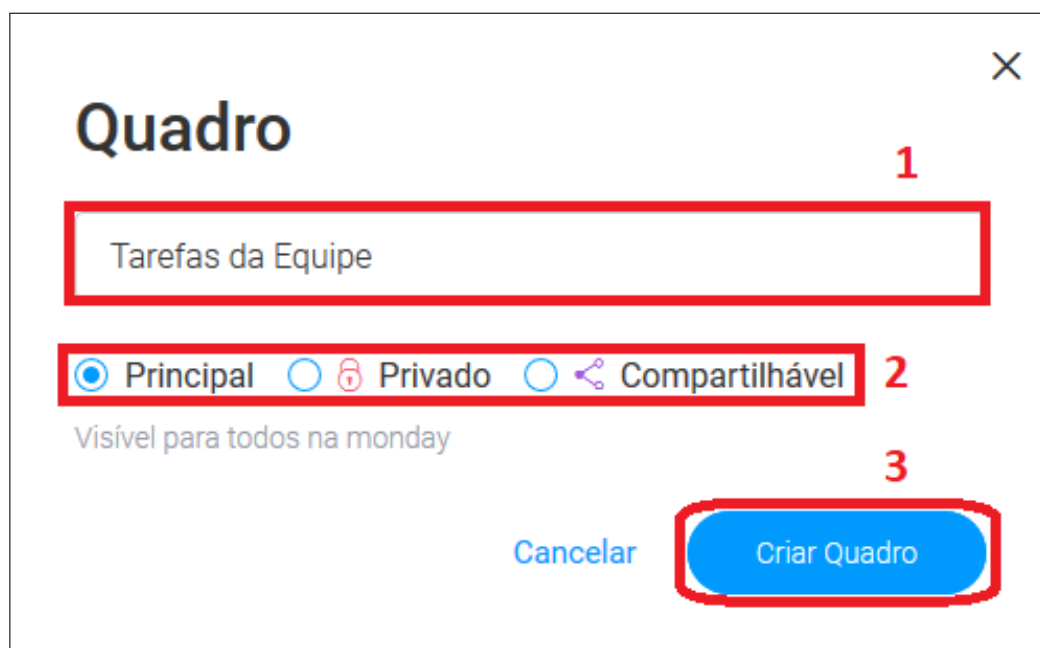 Quadro
1
Tarefas da Equipe
Principal Privado Compartilhável 2
Visível para todos na monday
3
Cancelar Criar Quadro